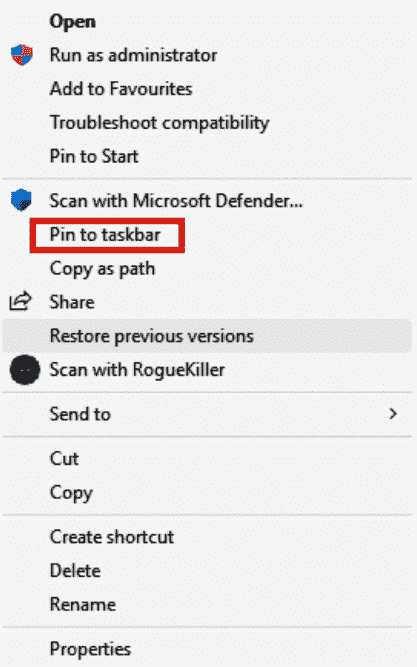 Open
Run as administrator
Add to Favourites
Troubleshoot compatibility
Pin to Start
Scan with Microsoft Defender...
Pin to taskbar
Copy as path
Share
Restore previous versions
Scan with RogueKiller
Send to
Cut
Copy
Create shortcut
Delete
Rename
Properties